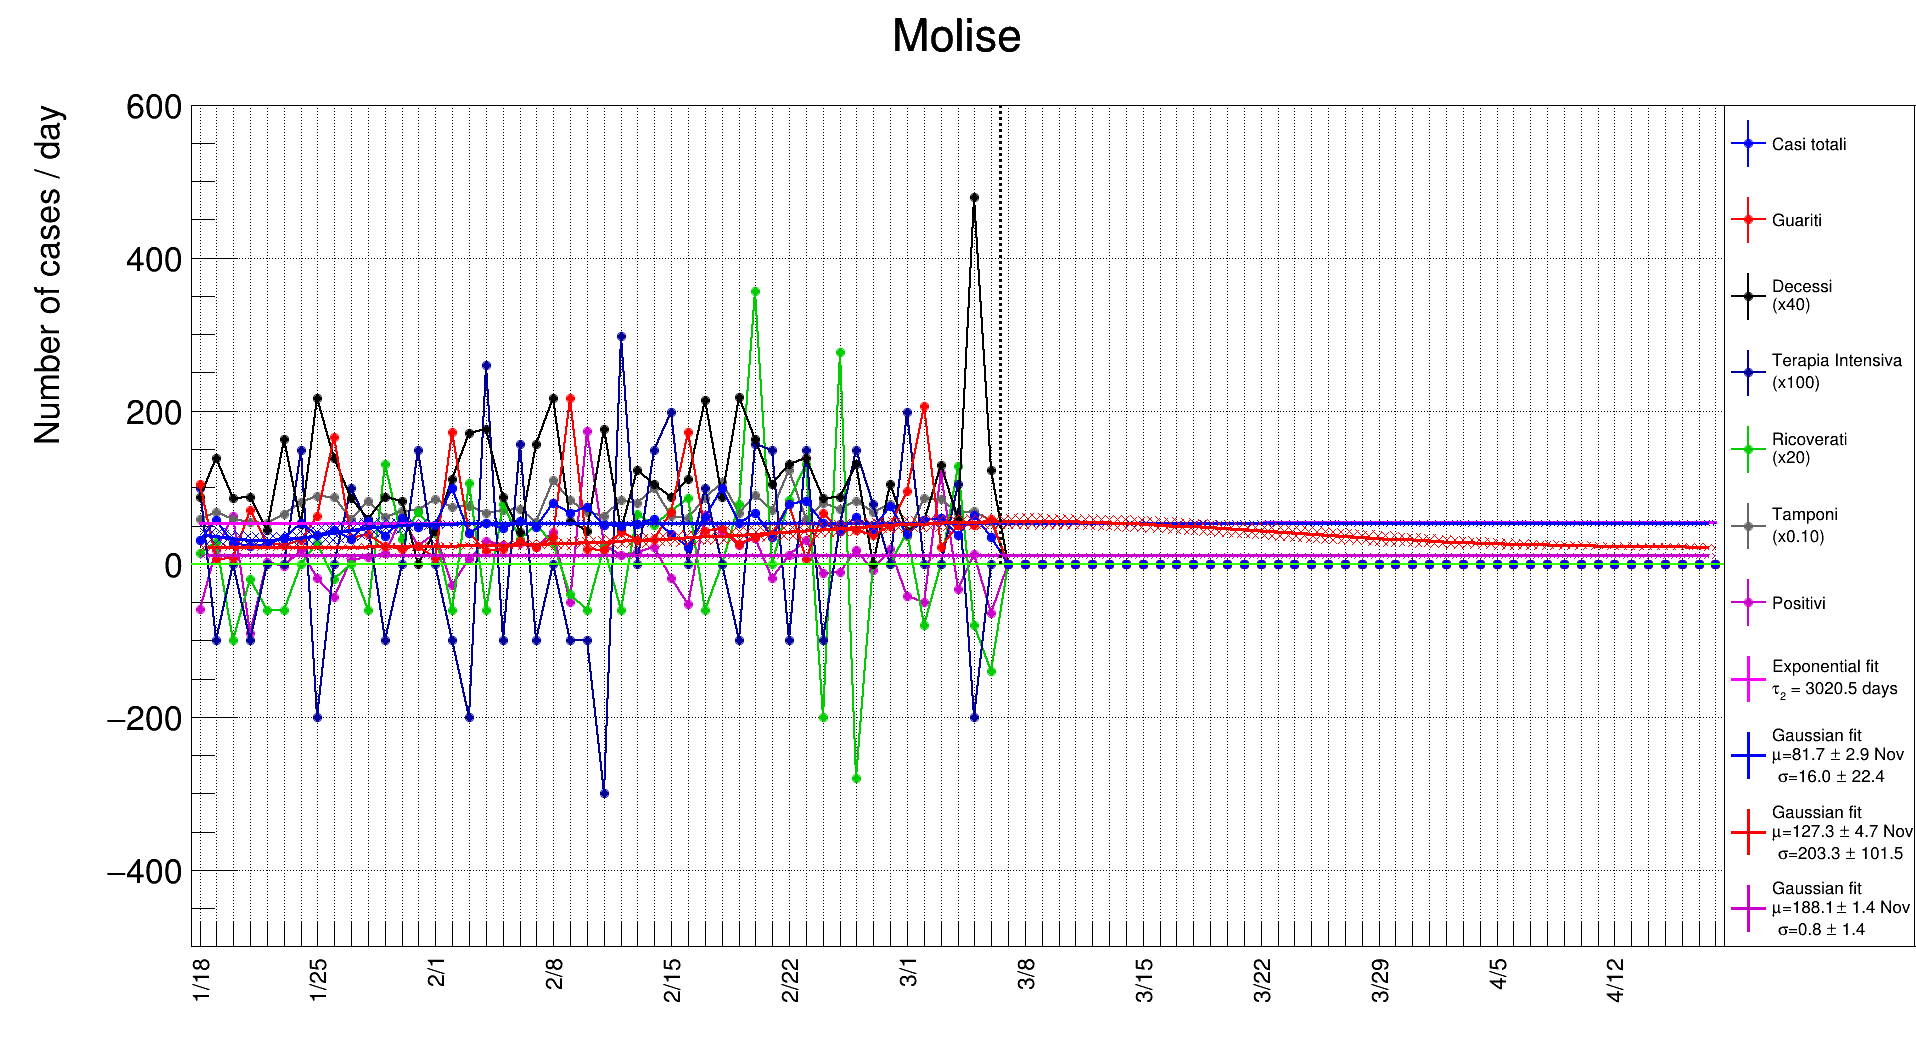 Molise
Number of cases / day
600
400
200
0
−200
−400
1/18
1/25
2/1
2/8
2/15
2/22
3/1
3/8
3/15
3/22
3/29
4/5
4/12
Casi totali
Guariti
Decessi
(x40)
Terapia Intensiva
(x100)
Ricoverati
(x20)
Tamponi
(x0.10)
Positivi
Exponential fit
τ2 = 3020.5 days
Gaussian fit
μ=81.7 ± 2.9 Nov
σ=16.0 ± 22.4
Gaussian fit
μ=127.3 ± 4.7 Nov
σ=203.3 ± 101.5
Gaussian fit
μ=188.1 ± 1.4 Nov
σ=0.8 ± 1.4